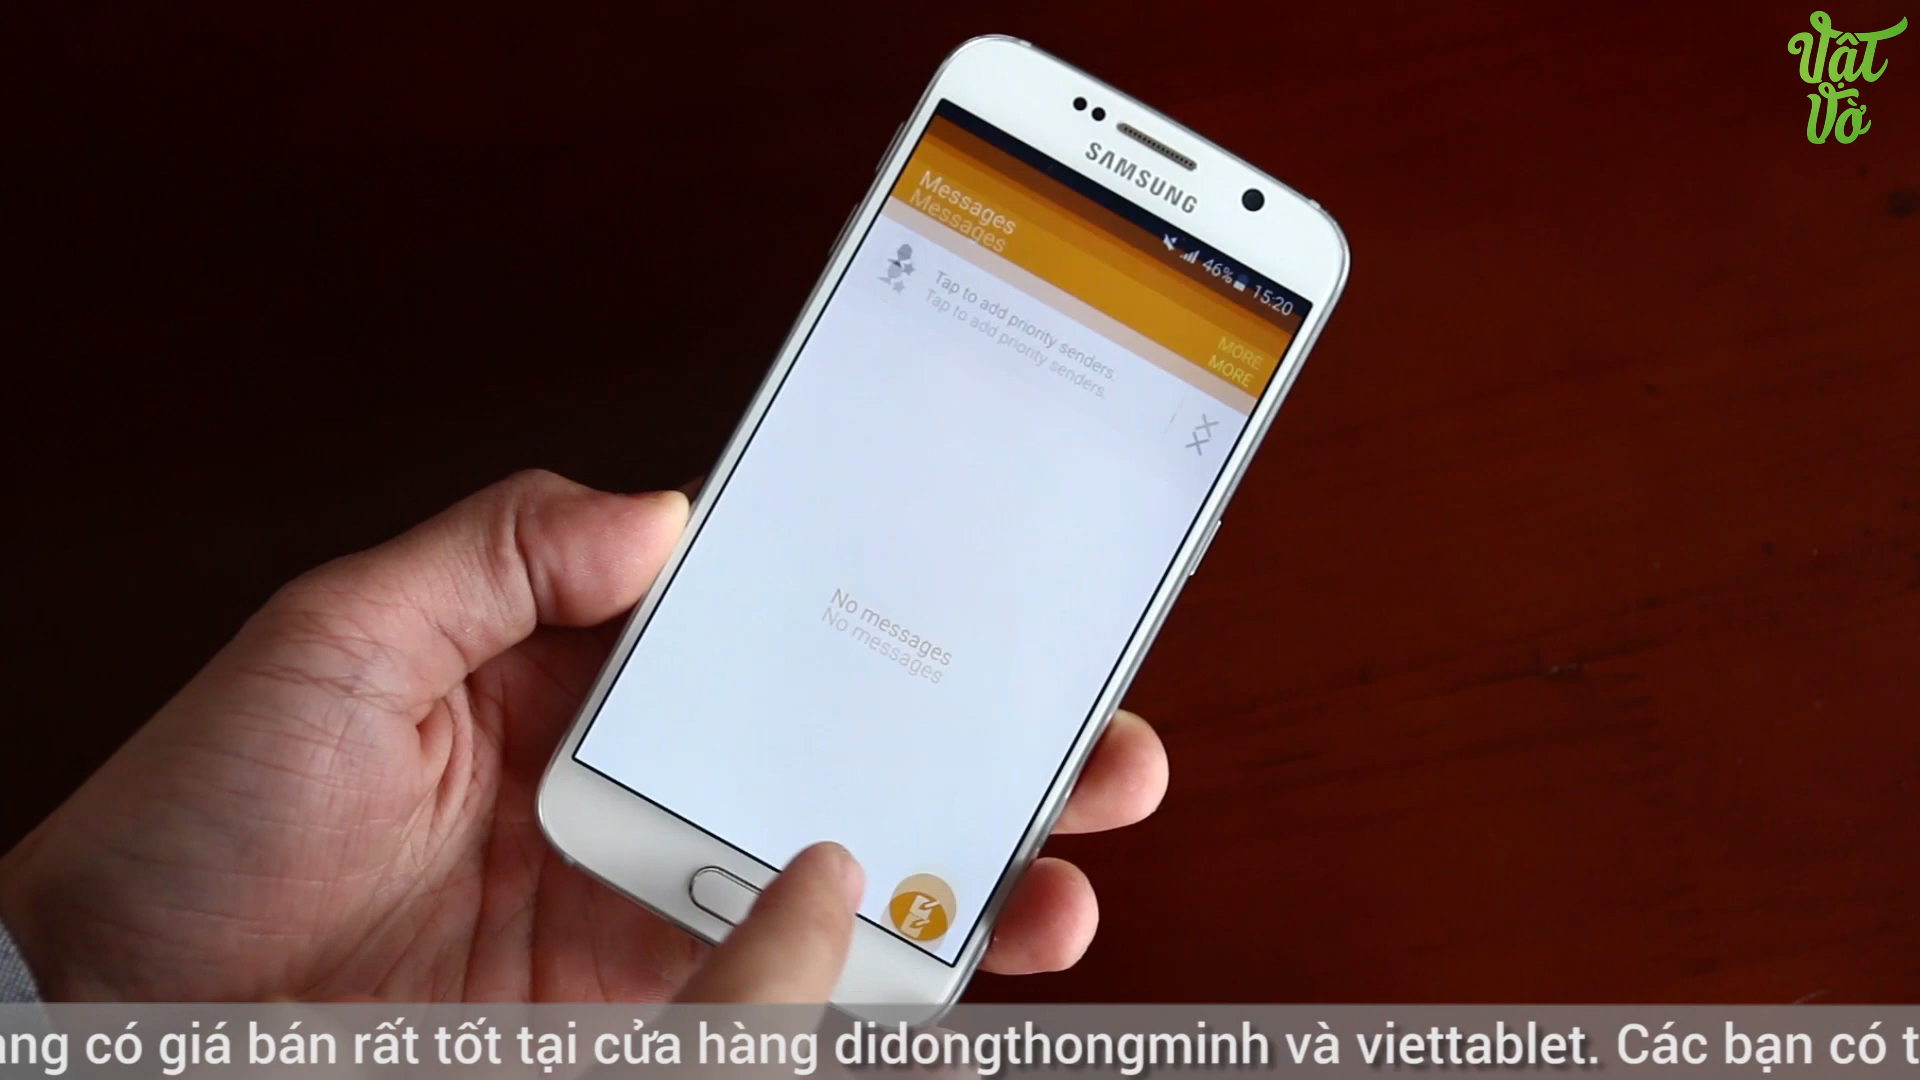 Vật
Vờ
SAMSUNG
46% 15:20
Messages
Messages
MORE
MORE
Tap to add priority senders.
Tap to add priority senders.
No messages
No messages
ang có giá bán rất tốt tại cửa hàng didongthongminh và viettablet. Các bạn có t